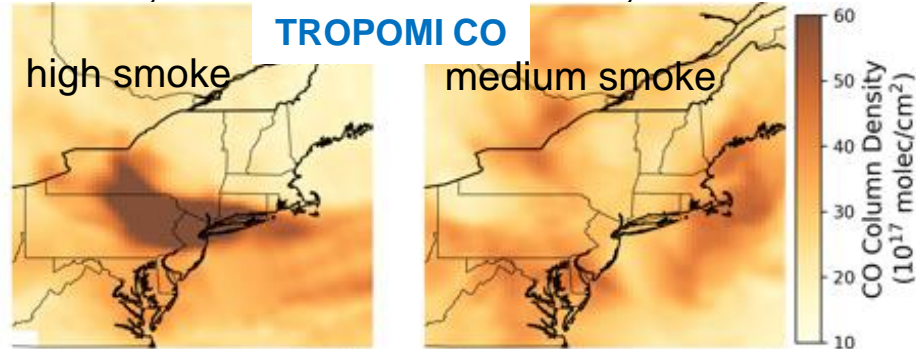 TROPOMI CO
high smoke
medium smoke
60
50
40
30
20
10
CO Column Density
(10¹⁷ molec/cm²)